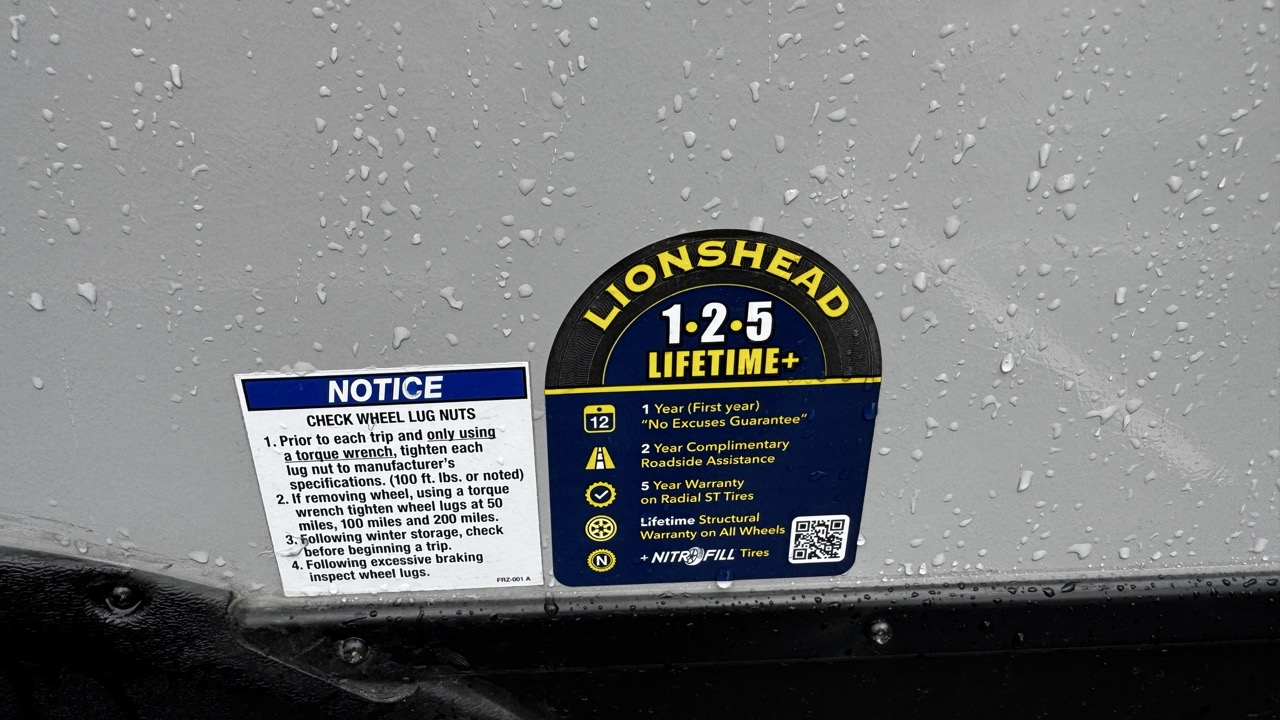 NOTICE
CHECK WHEEL LUG NUTS
1. Prior to each trip and only using
a torque wrench, tighten each
lug nut to manufacturer's
specifications. (100 ft. lbs. or noted)
2. If removing wheel, using a torque
wrench tighten wheel lugs at 50
miles, 100 miles and 200 miles.
3. Following winter storage, check
before beginning a trip.
4. Following excessive braking
inspect wheel lugs.
FRZ-001 A
LIONSHEAD
1•2•5
LIFETIME+
12
1 Year (First year)
"No Excuses Guarantee"
2 Year Complimentary
Roadside Assistance
5 Year Warranty
on Radial ST Tires
Lifetime Structural
Warranty on All Wheels
N
+ NITROFILL Tires